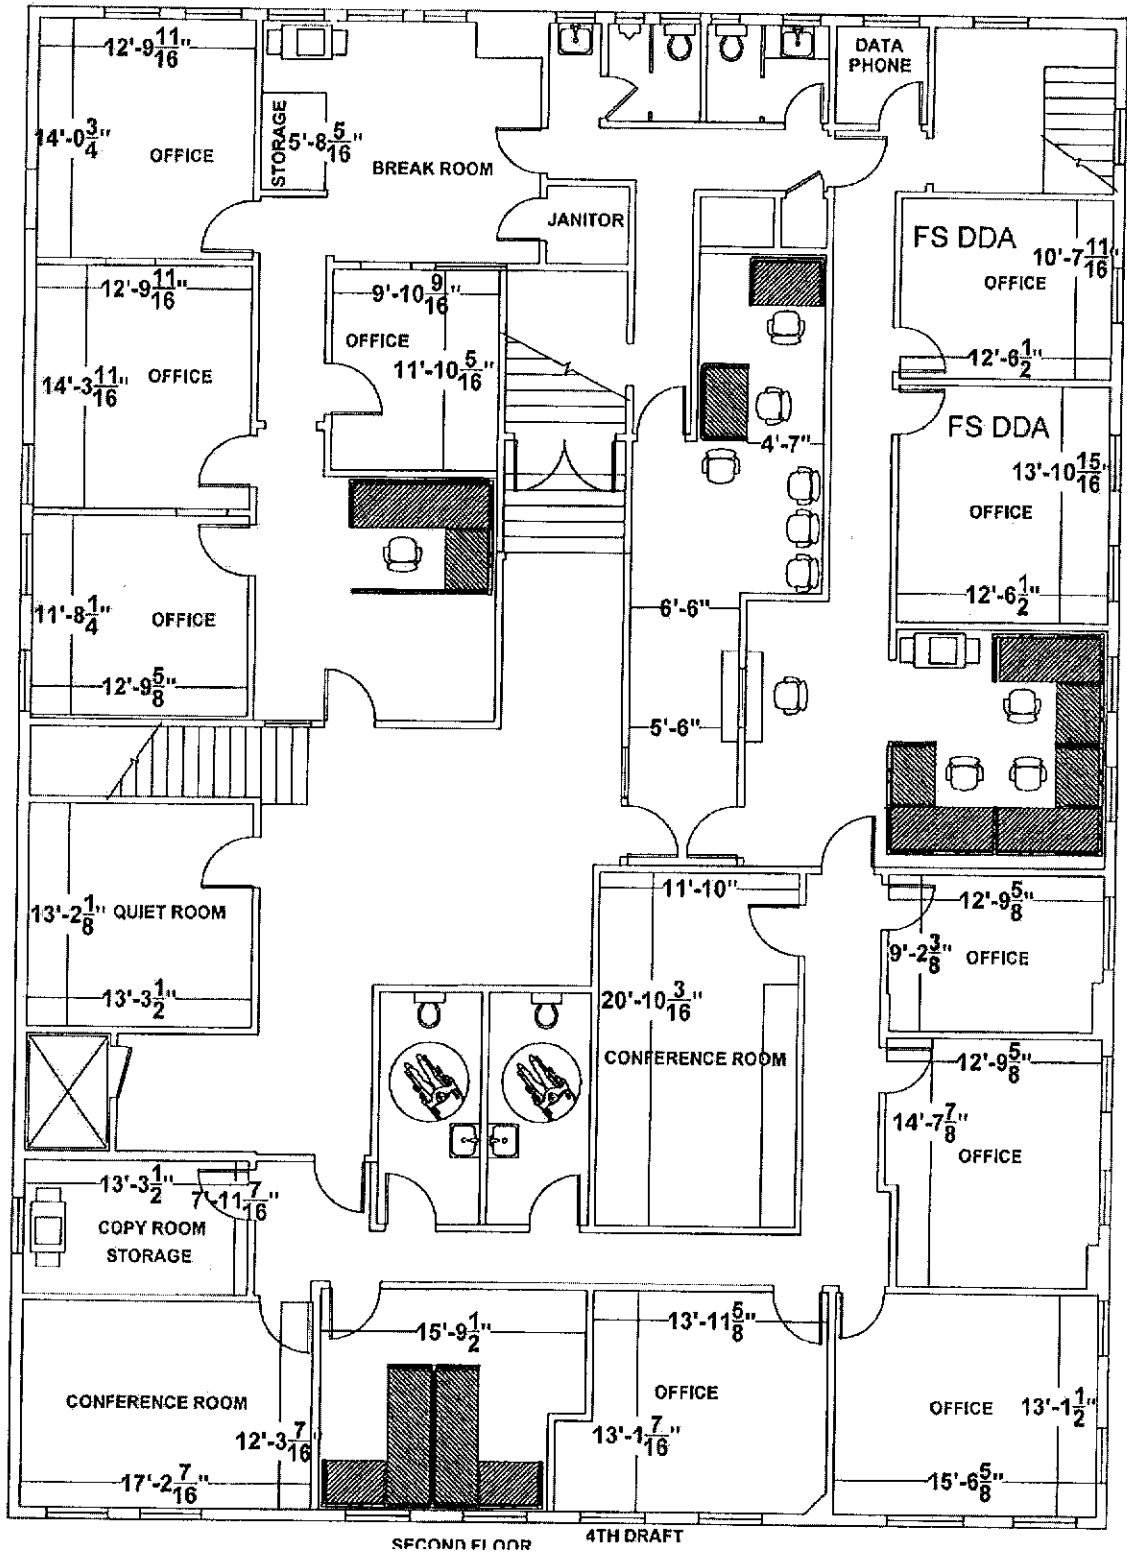 12'-9 11/16"
14'-0 3/4"
OFFICE
STORAGE
5'-8 5/16"
BREAK ROOM
DATA
PHONE
JANITOR
FS DDA
10'-7 11/16"
OFFICE
12'-6 1/2"
12'-9 11/16"
14'-3 11/16"
OFFICE
9'-10 9/16"
OFFICE
11'-10 5/16"
4'-7"
FS DDA
13'-10 15/16"
OFFICE
12'-6 1/2"
11'-8 1/4"
OFFICE
12'-9 5/8"
6'-6"
5'-6"
13'-2 1/8"
QUIET ROOM
13'-3 1/2"
11'-10"
20'-10 3/16"
CONFERENCE ROOM
12'-9 5/8"
9'-2 3/8"
OFFICE
12'-9 5/8"
14'-7 7/8"
OFFICE
13'-3 1/2"
7'-11 7/16"
COPY ROOM
STORAGE
CONFERENCE ROOM
12'-3 7/16"
17'-2 7/16"
15'-9 1/2"
13'-11 5/8"
OFFICE
13'-1 7/16"
OFFICE
13'-1 1/2"
15'-6 5/8"
SECOND FLOOR
4TH DRAFT